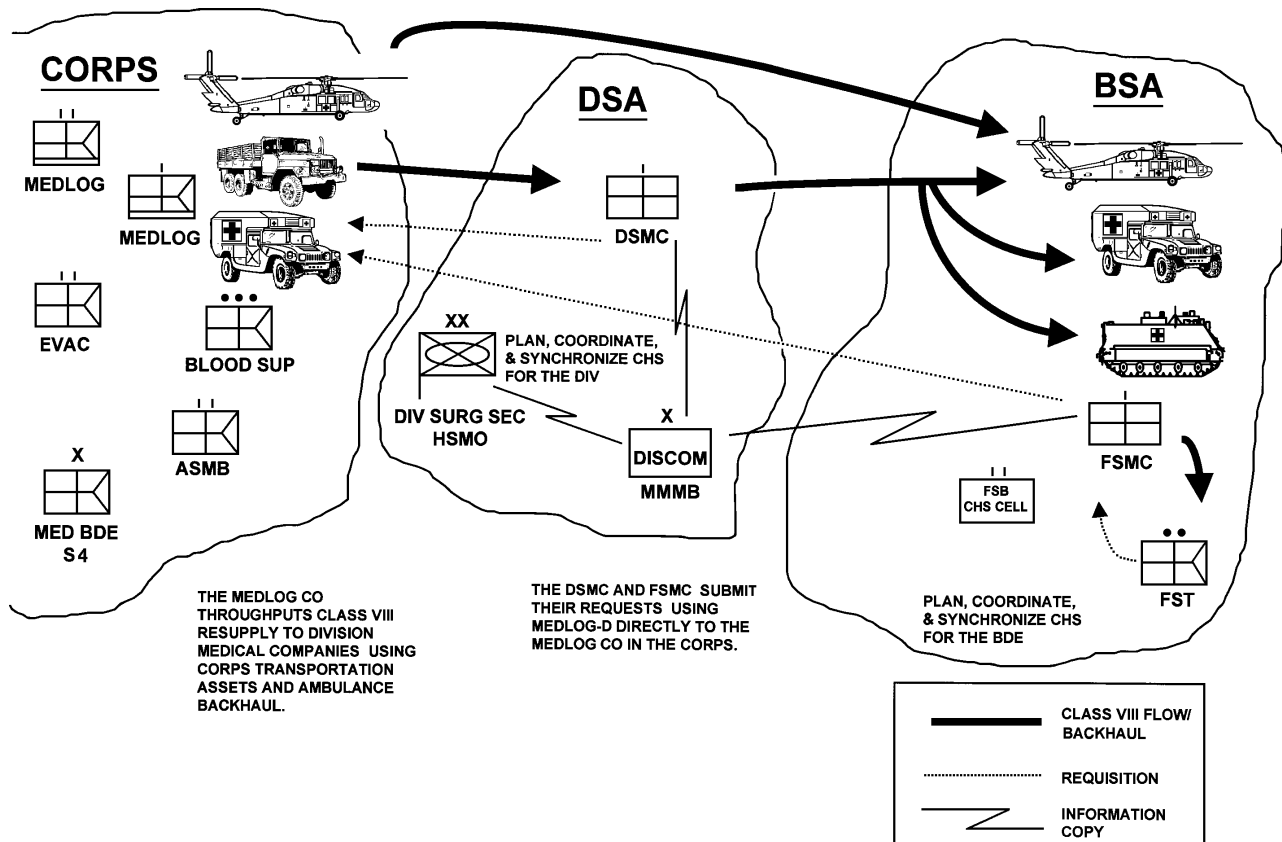 CORPS
II
MEDLOG
I
MEDLOG
II
EVAC
BLOOD SUP
II
ASMB
X
MED BDE
S4
THE MEDLOG CO
THROUGHPUTS CLASS VIII
RESUPPLY TO DIVISION
MEDICAL COMPANIES USING
CORPS TRANSPORTATION
ASSETS AND AMBULANCE
BACKHAUL.
DSA
I
DSMC
XX
PLAN, COORDINATE,
& SYNCHRONIZE CHS
FOR THE DIV
DIV SURG SEC
HSMO
X
DISCOM
MMMB
THE DSMC AND FSMC SUBMIT
THEIR REQUESTS USING
MEDLOG-D DIRECTLY TO THE
MEDLOG CO IN THE CORPS.
BSA
I
FSMC
II
FSB
CHS CELL
FST
PLAN, COORDINATE,
& SYNCHRONIZE CHS
FOR THE BDE
CLASS VIII FLOW/
BACKHAUL
REQUISITION
INFORMATION
COPY